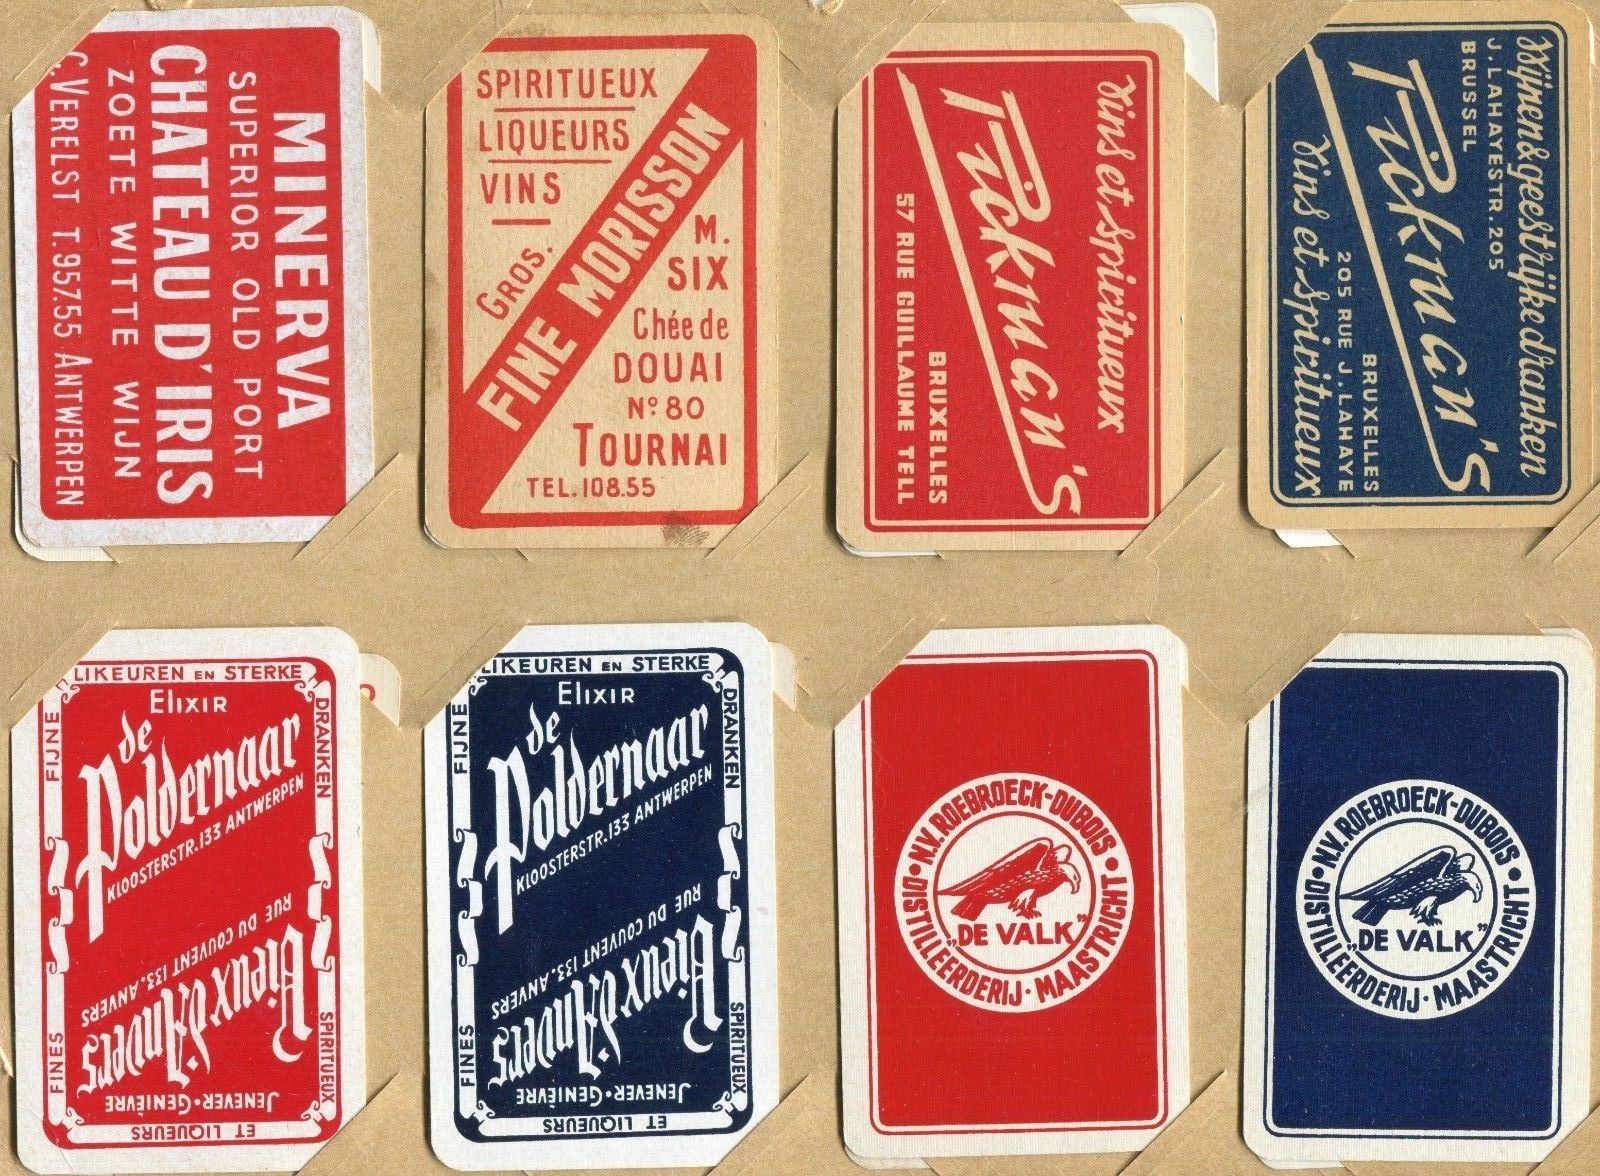 MINERVA
SUPERIOR OLD PORT
CHATEAU D'IRIS
ZOETE WITTE WIJN
C. VERELST T.957.55 ANTWERPEN
SPIRITUEUX
LIQUEURS
VINS
GROS.
FINE MORISSON
M.
SIX
Chée de
DOUAI
N° 80
TOURNAI
TEL. 108.55
Vins et Spiritueux
Pickman's
BRUXELLES
57 RUE GUILLAUME TELL
Wijnen & geestrijke dranken
J. LAHAYESTR. 205
BRUSSEL
Pickman's
BRUXELLES
205 RUE J. LAHAYE
Vins et Spiritueux
LIKEUREN EN STERKE
DRANKEN
FIJNE
ELIXIR
de
Poldernaar
KLOOSTERSTR. 133 ANTWERPEN
RUE DU COUVENT 133. ANVERS
Vieux d'Anvers
JENEVER · GENIÈVRE
FINES
SPIRITUEUX
ET LIQUEURS
LIKEUREN EN STERKE
DRANKEN
FIJNE
ELIXIR
de
Poldernaar
KLOOSTERSTR. 133 ANTWERPEN
RUE DU COUVENT 133. ANVERS
Vieux d'Anvers
JENEVER · GENIÈVRE
FINES
SPIRITUEUX
ET LIQUEURS
N.V. ROEBROECK-DUBOIS
„DE VALK”
DISTILLEERDERIJ · MAASTRICHT
N.V. ROEBROECK-DUBOIS
„DE VALK”
DISTILLEERDERIJ · MAASTRICHT